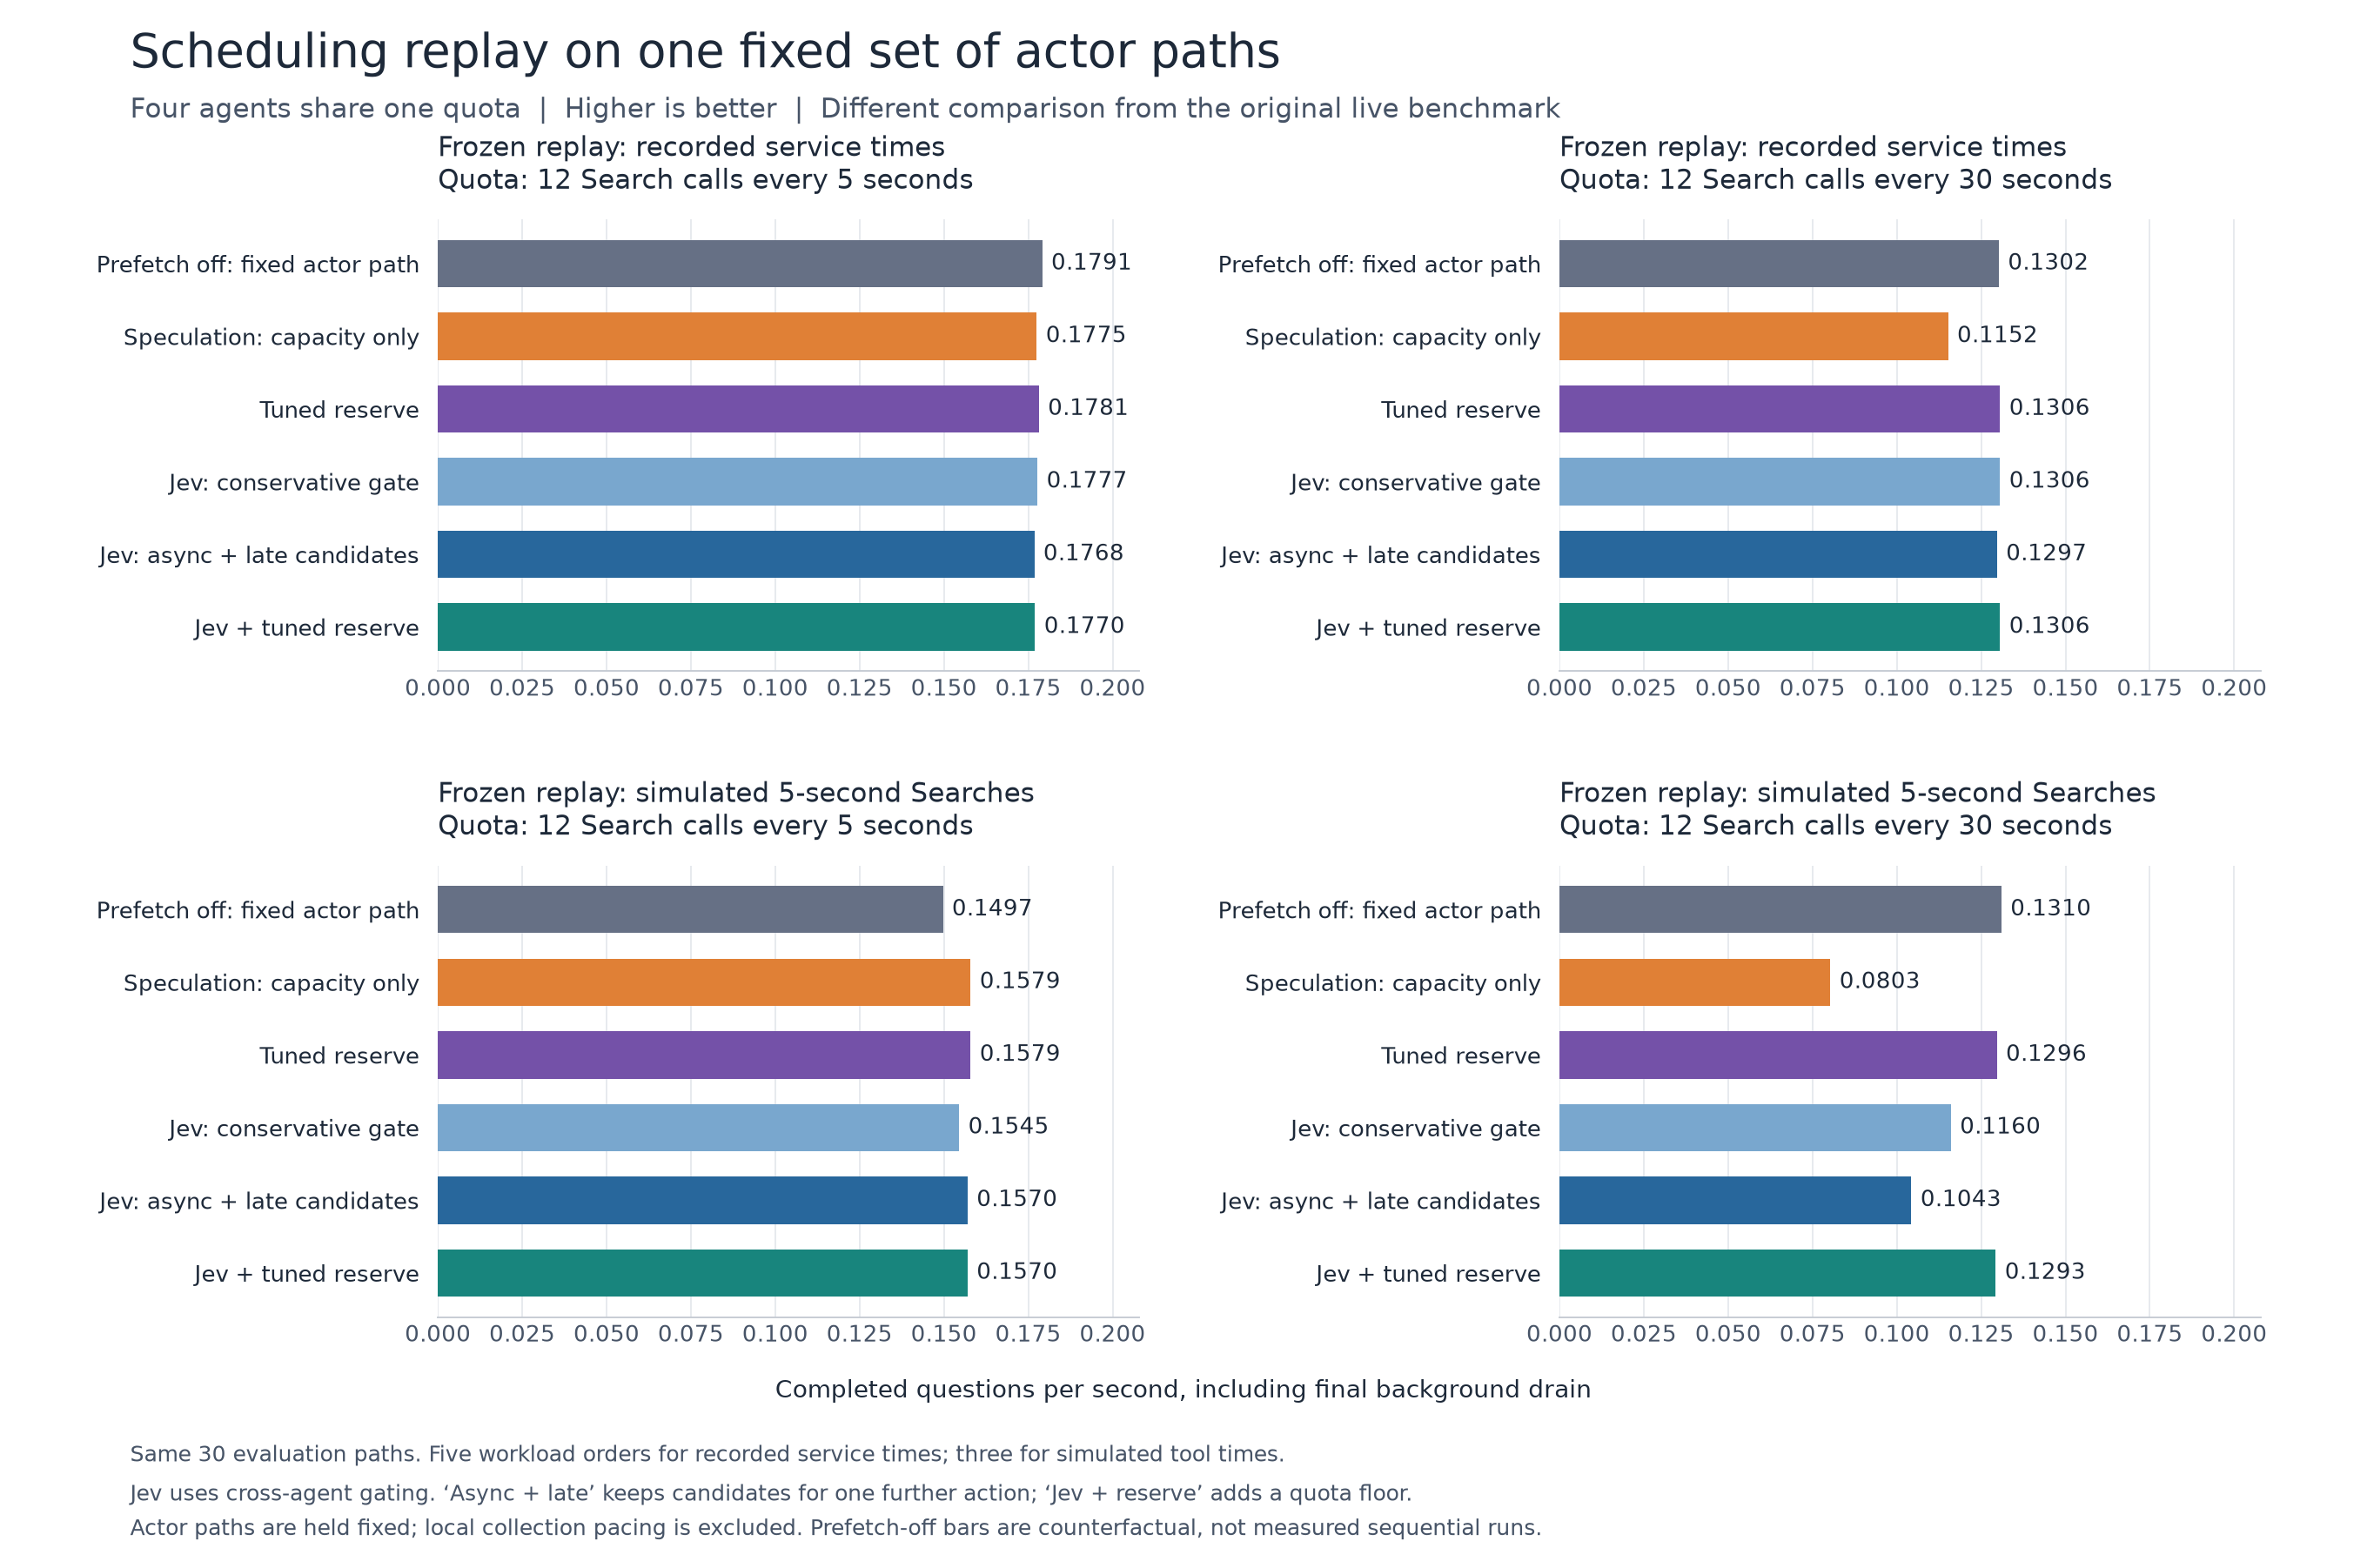 Scheduling replay on one fixed set of actor paths
Four agents share one quota | Higher is better | Different comparison from the original live benchmark
Frozen replay: recorded service times
Quota: 12 Search calls every 5 seconds
Prefetch off: fixed actor path 0.1791
Speculation: capacity only 0.1775
Tuned reserve 0.1781
Jev: conservative gate 0.1777
Jev: async + late candidates 0.1768
Jev + tuned reserve 0.1770
0.000 0.025 0.050 0.075 0.100 0.125 0.150 0.175 0.200
Frozen replay: recorded service times
Quota: 12 Search calls every 30 seconds
Prefetch off: fixed actor path 0.1302
Speculation: capacity only 0.1152
Tuned reserve 0.1306
Jev: conservative gate 0.1306
Jev: async + late candidates 0.1297
Jev + tuned reserve 0.1306
0.000 0.025 0.050 0.075 0.100 0.125 0.150 0.175 0.200
Frozen replay: simulated 5-second Searches
Quota: 12 Search calls every 5 seconds
Prefetch off: fixed actor path 0.1497
Speculation: capacity only 0.1579
Tuned reserve 0.1579
Jev: conservative gate 0.1545
Jev: async + late candidates 0.1570
Jev + tuned reserve 0.1570
0.000 0.025 0.050 0.075 0.100 0.125 0.150 0.175 0.200
Frozen replay: simulated 5-second Searches
Quota: 12 Search calls every 30 seconds
Prefetch off: fixed actor path 0.1310
Speculation: capacity only 0.0803
Tuned reserve 0.1296
Jev: conservative gate 0.1160
Jev: async + late candidates 0.1043
Jev + tuned reserve 0.1293
0.000 0.025 0.050 0.075 0.100 0.125 0.150 0.175 0.200
Completed questions per second, including final background drain
Same 30 evaluation paths. Five workload orders for recorded service times; three for simulated tool times.
Jev uses cross-agent gating. ‘Async + late’ keeps candidates for one further action; ‘Jev + reserve’ adds a quota floor.
Actor paths are held fixed; local collection pacing is excluded. Prefetch-off bars are counterfactual, not measured sequential runs.